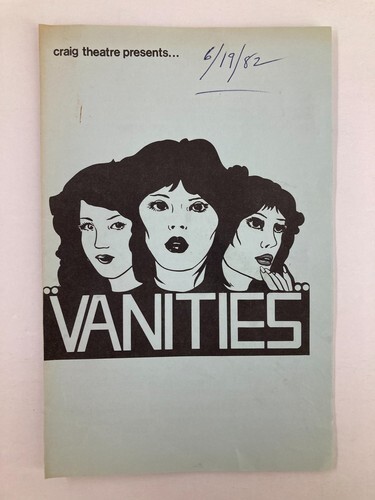 craig theatre presents...
6/19/82
VANITIES